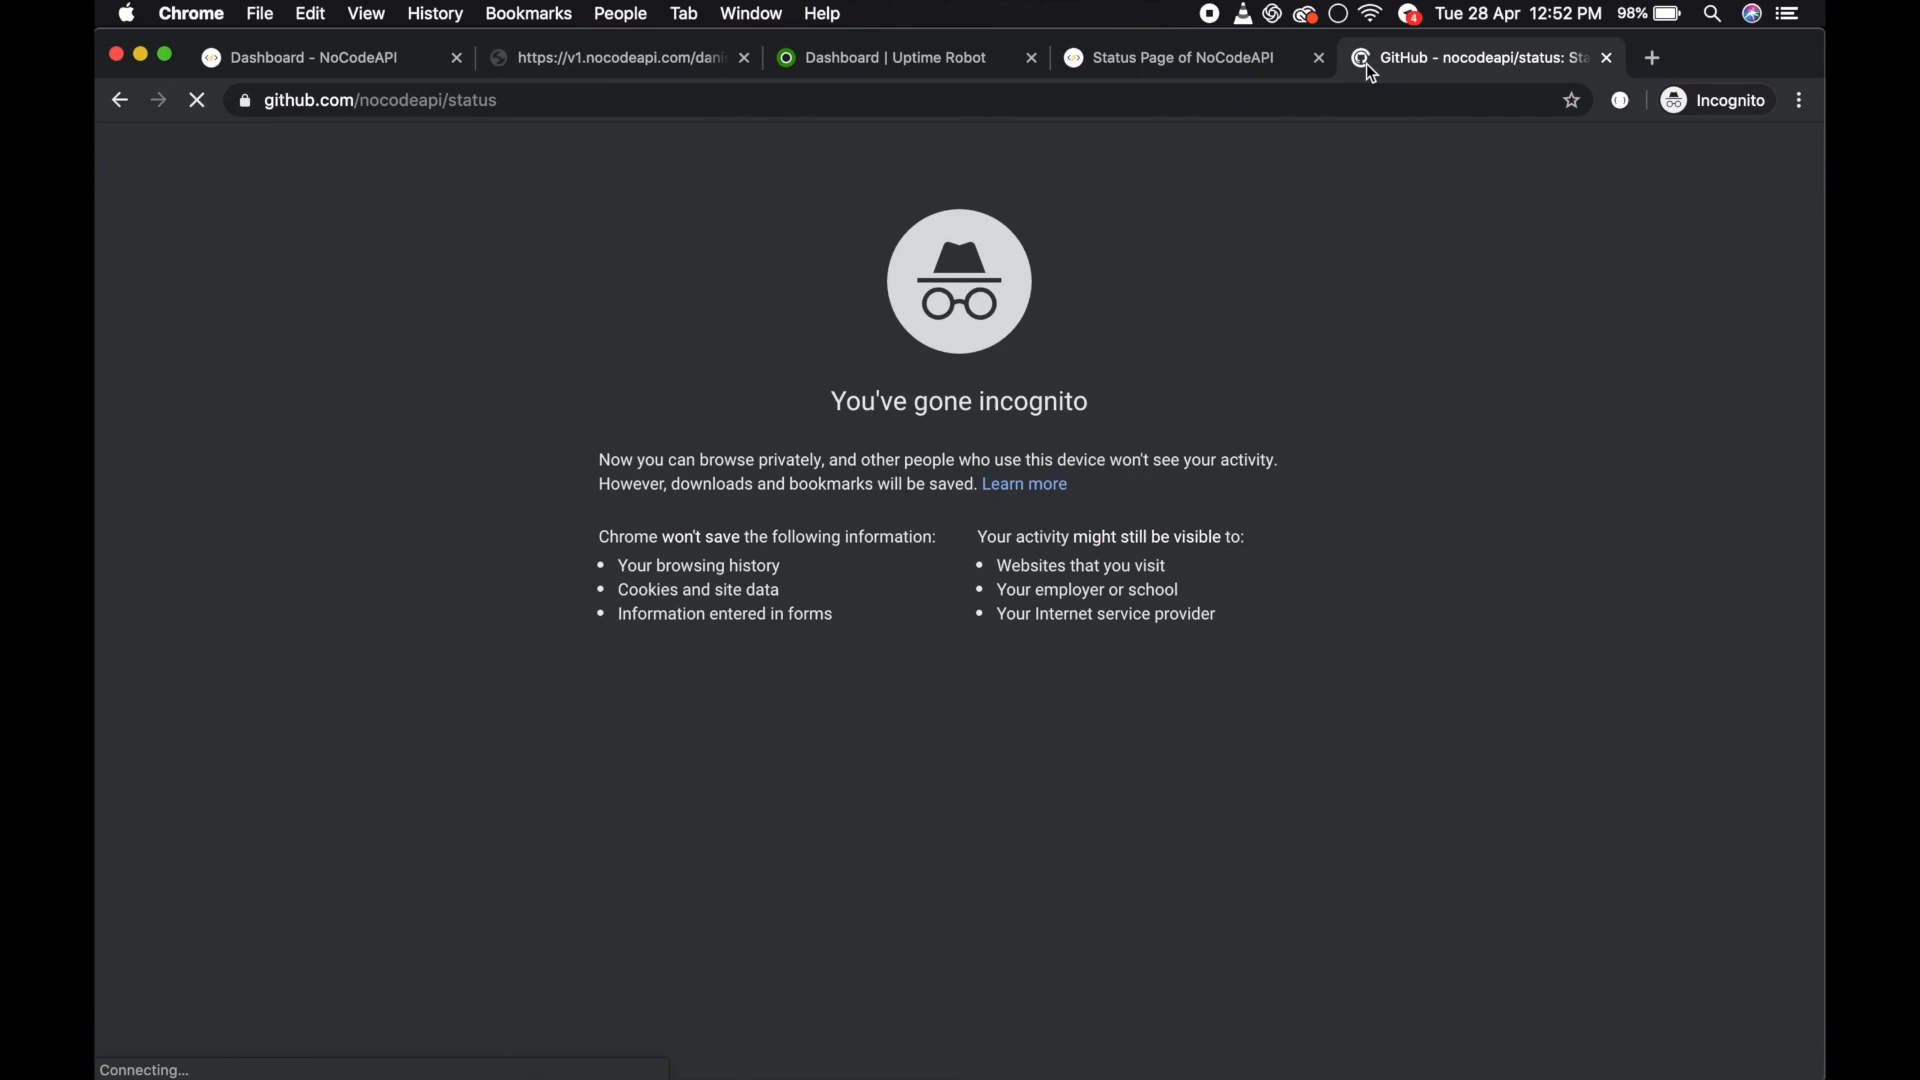 Chrome File Edit View History Bookmarks People Tab Window Help 4 Tue 28 Apr 12:52 PM 98%
Dashboard - NoCodeAPI https://v1.nocodeapi.com/dani Dashboard | Uptime Robot Status Page of NoCodeAPI GitHub - nocodeapi/status: Sta
github.com/nocodeapi/status Incognito
You've gone incognito
Now you can browse privately, and other people who use this device won't see your activity.
However, downloads and bookmarks will be saved. Learn more
Chrome won't save the following information:
• Your browsing history
• Cookies and site data
• Information entered in forms
Your activity might still be visible to:
• Websites that you visit
• Your employer or school
• Your Internet service provider
Connecting...